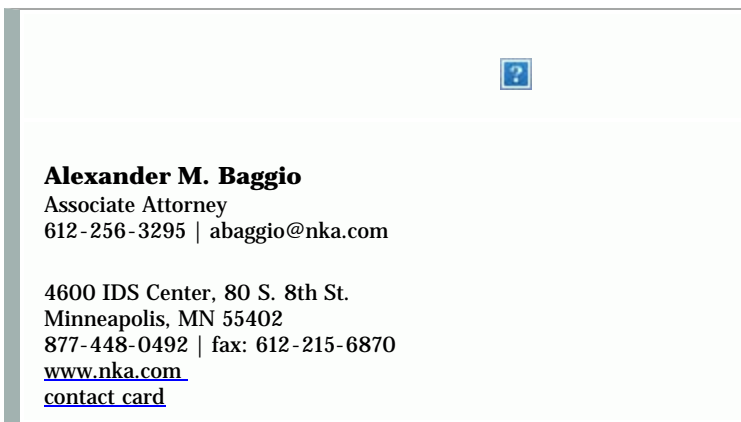 Alexander M. Baggio
Associate Attorney
612-256-3295 | abaggio@nka.com
4600 IDS Center, 80 S. 8th St.
Minneapolis, MN 55402
877-448-0492 | fax: 612-215-6870
www.nka.com
contact card